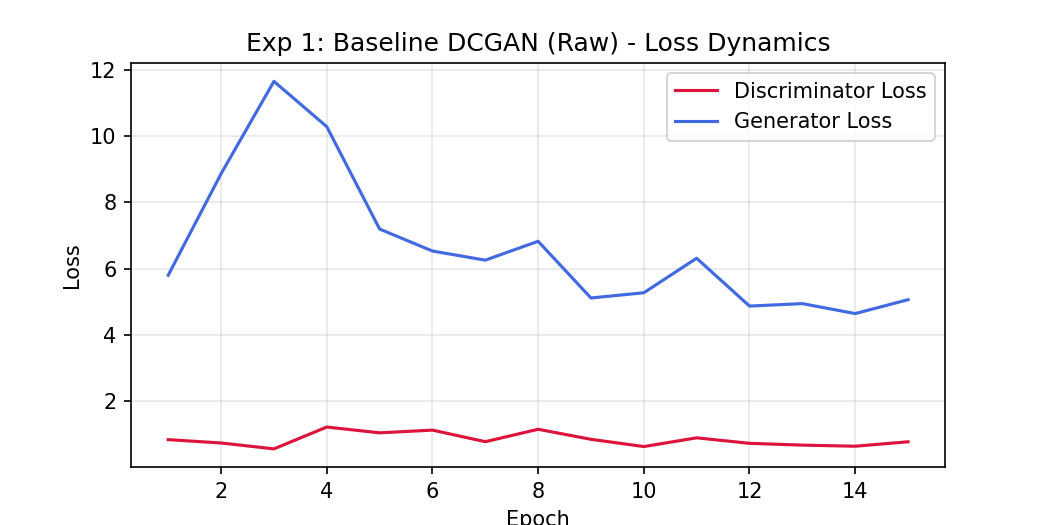 Exp 1: Baseline DCGAN (Raw) - Loss Dynamics
12
10
8
6
4
2
Loss
Discriminator Loss
Generator Loss
2 4 6 8 10 12 14
Epoch